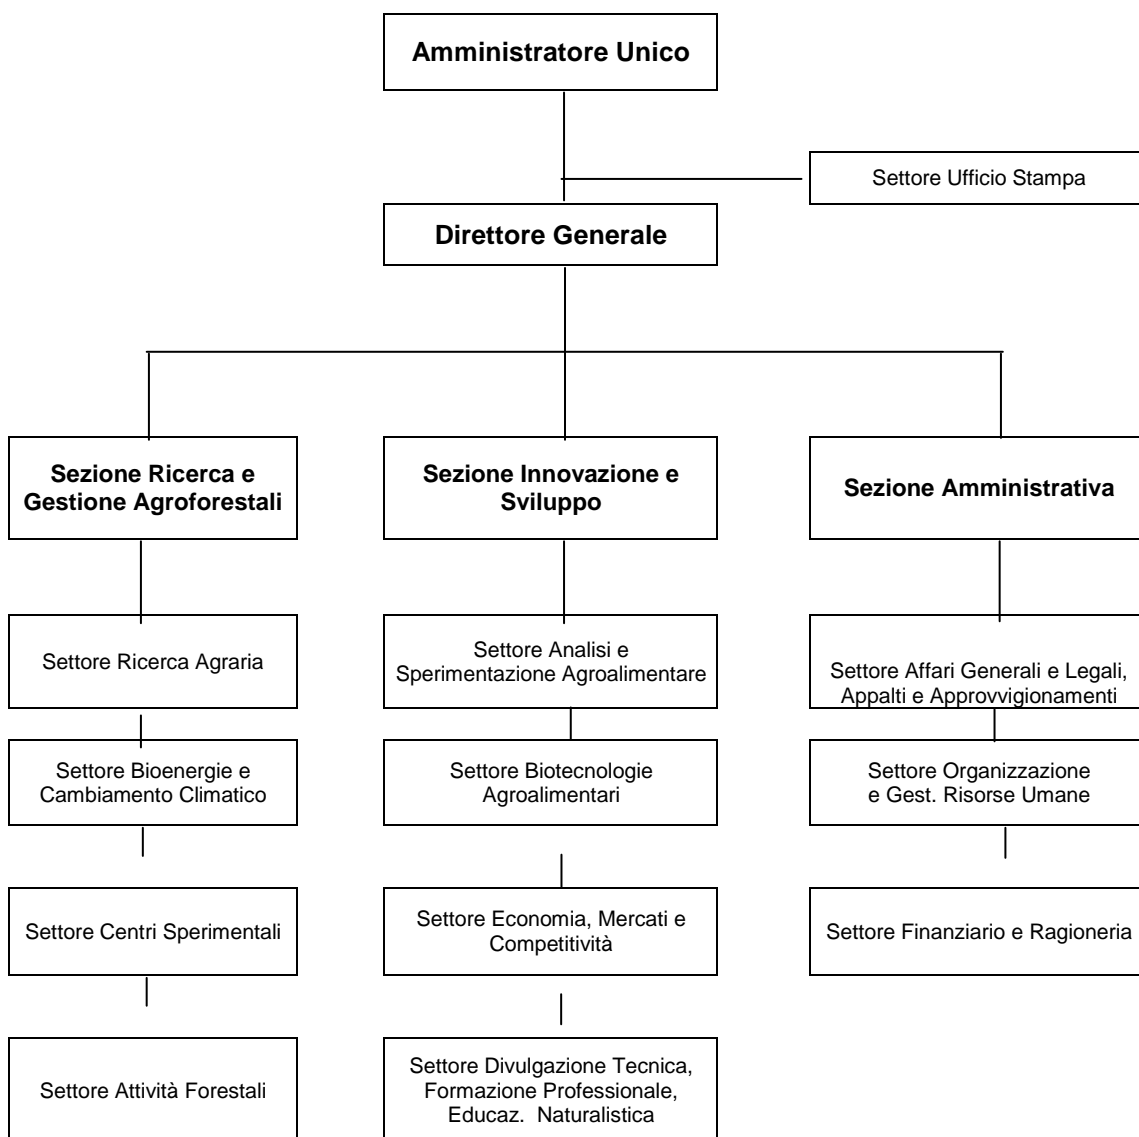 Amministratore Unico
Settore Ufficio Stampa
Direttore Generale
Sezione Ricerca e
Gestione Agroforestali
Sezione Innovazione e
Sviluppo
Sezione Amministrativa
Settore Ricerca Agraria
Settore Analisi e
Sperimentazione Agroalimentare
Settore Affari Generali e Legali,
Appalti e Approvvigionamenti
Settore Bioenergie e
Cambiamento Climatico
Settore Biotecnologie
Agroalimentari
Settore Organizzazione
e Gest. Risorse Umane
Settore Centri Sperimentali
Settore Economia, Mercati e
Competitività
Settore Finanziario e Ragioneria
Settore Attività Forestali
Settore Divulgazione Tecnica,
Formazione Professionale,
Educaz. Naturalistica